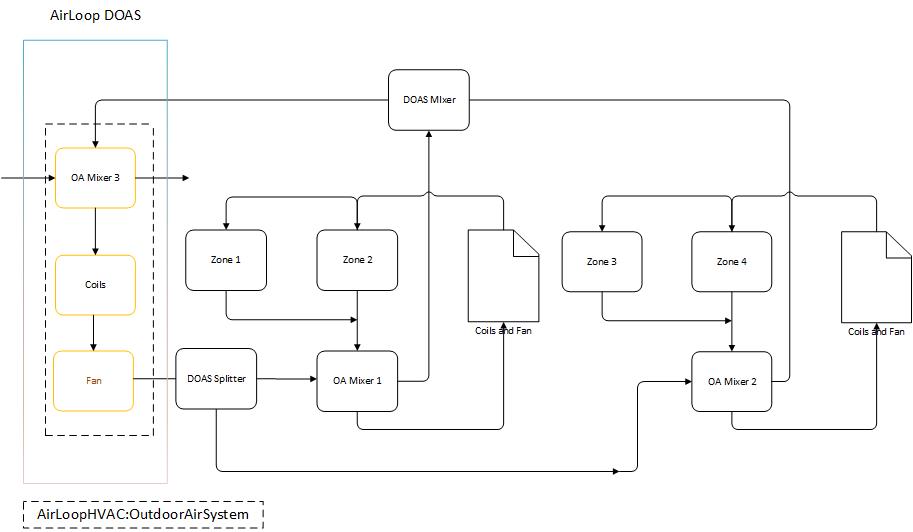 AirLoop DOAS
DOAS MIxer
OA Mixer 3
Zone 1
Zone 2
Zone 3
Zone 4
Coils
Coils and Fan
Coils and Fan
Fan
DOAS Splitter
OA Mixer 1
OA Mixer 2
AirLoopHVAC:OutdoorAirSystem